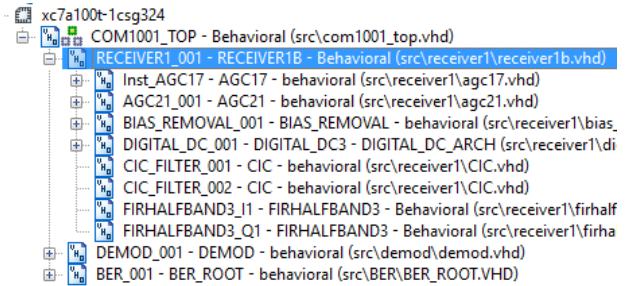 xc7a100t-1csg324
COM1001_TOP - Behavioral (src\com1001_top.vhd)
RECEIVER1_001 - RECEIVER1B - Behavioral (src\receiver1\receiver1b.vhd)
Inst_AGC17 - AGC17 - behavioral (src\receiver1\agc17.vhd)
AGC21_001 - AGC21 - behavioral (src\receiver1\agc21.vhd)
BIAS_REMOVAL_001 - BIAS_REMOVAL - behavioral (src\receiver1\bias_
DIGITAL_DC_001 - DIGITAL_DC3 - DIGITAL_DC_ARCH (src\receiver1\di
CIC_FILTER_001 - CIC - behavioral (src\receiver1\CIC.vhd)
CIC_FILTER_002 - CIC - behavioral (src\receiver1\CIC.vhd)
FIRHALFBAND3_I1 - FIRHALFBAND3 - Behavioral (src\receiver1\firhalf
FIRHALFBAND3_Q1 - FIRHALFBAND3 - Behavioral (src\receiver1\firha
DEMOD_001 - DEMOD - behavioral (src\demod\demod.vhd)
BER_001 - BER_ROOT - behavioral (src\BER\BER_ROOT.VHD)